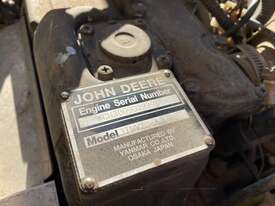 JOHN DEERE
Engine Serial Number
Model
MANUFACTURED BY
YANMAR CO.,LTD.
OSAKA JAPAN